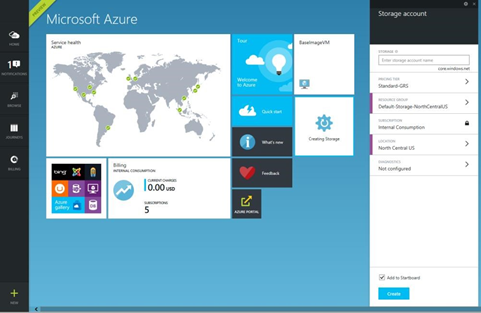 PREVIEW
Microsoft Azure
HOME
1
NOTIFICATIONS
BROWSE
BILLING
NEW
Service health
AZURE
Tour
Welcome
to Azure
BaseImageVM
Quick start
What's new
Creating Storage
bing
Azure
gallery
DB
Billing
INTERNAL CONSUMPTION
CURRENT CHARGES
0.00 USD
SUBSCRIPTIONS
5
Feedback
AZURE PORTAL
Storage account
STORAGE
Enter storage account name
.core.windows.net
PRICING TIER
Standard-GRS
RESOURCE GROUP
Default-Storage-NorthCentralUS
SUBSCRIPTION
Internal Consumption
LOCATION
North Central US
DIAGNOSTICS
Not configured
Add to Startboard
Create